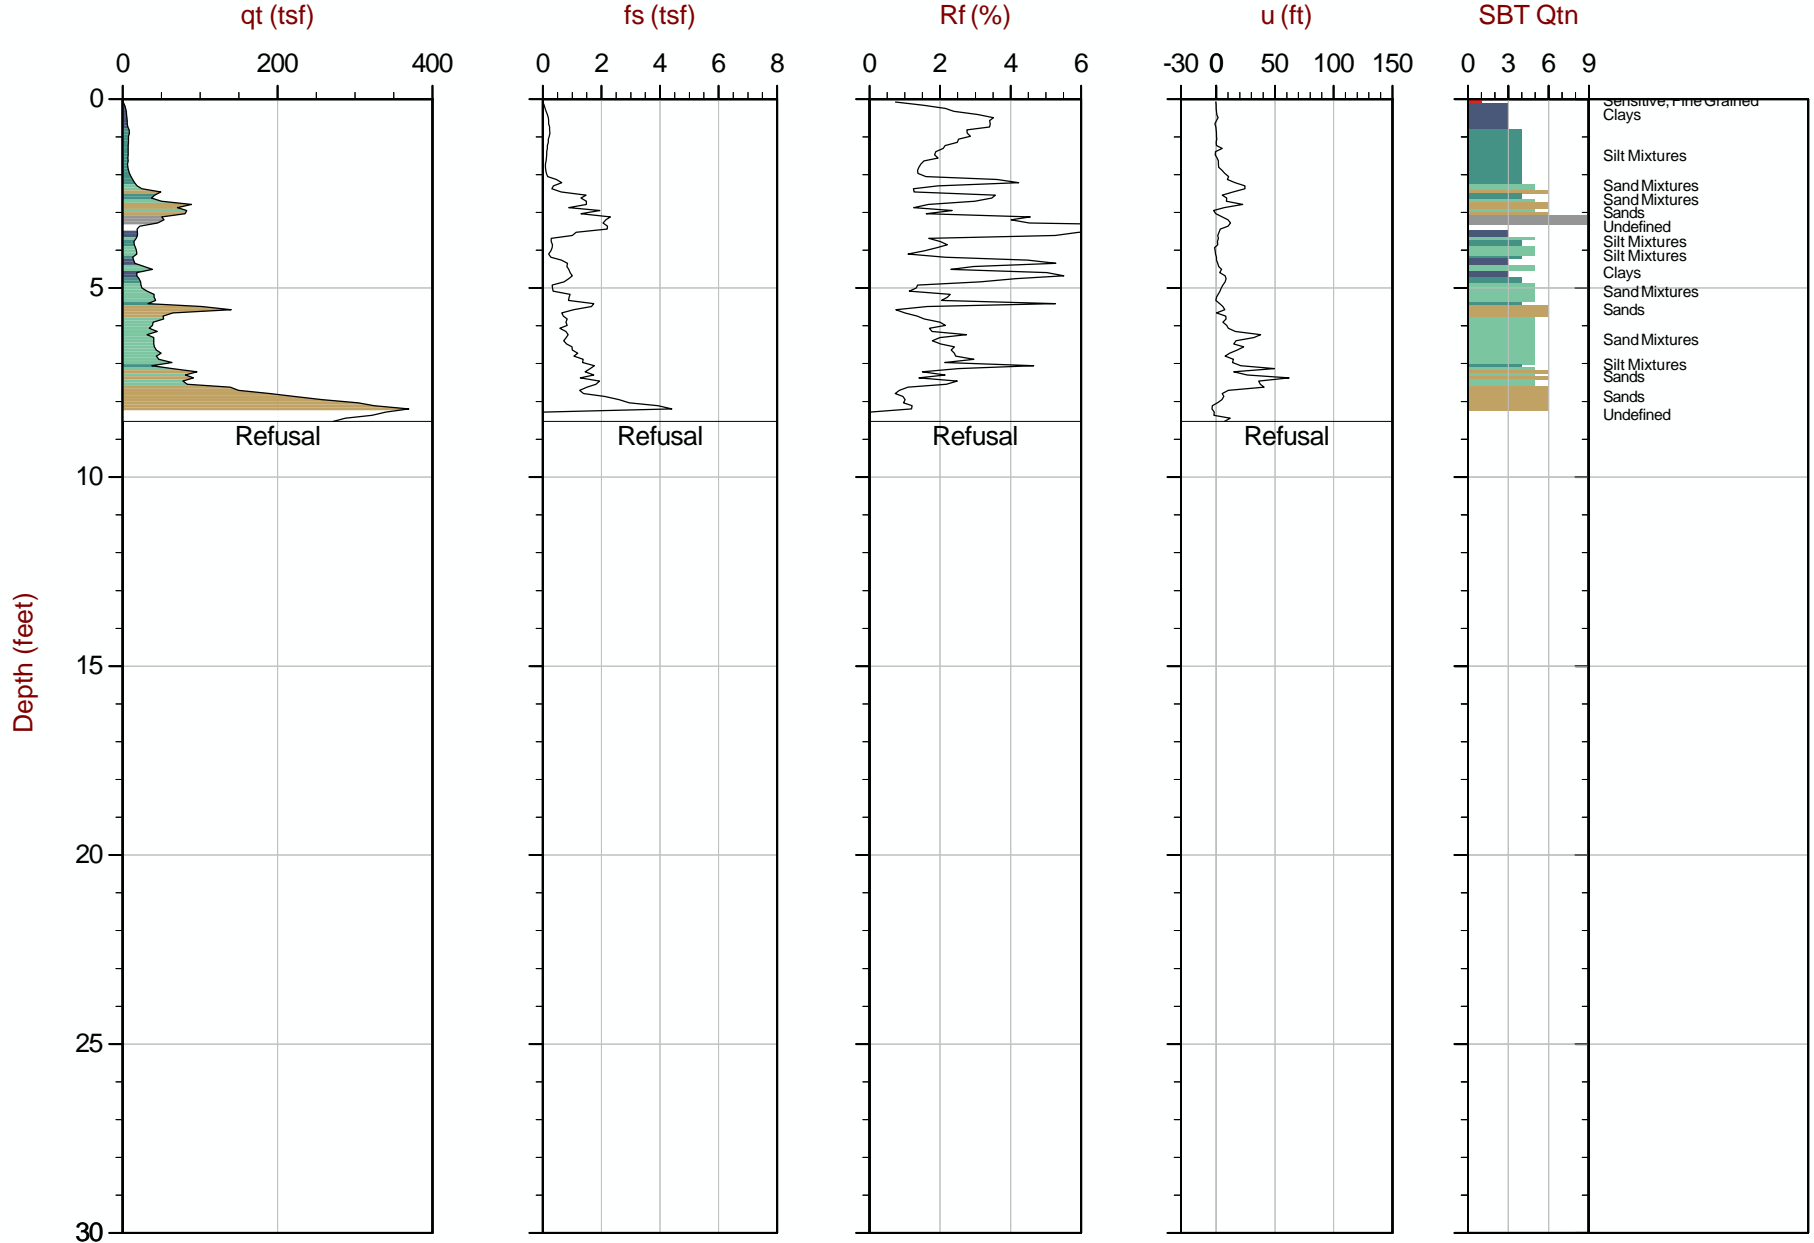 qt (tsf) fs (tsf) Rf (%) u (ft) SBT Qtn
0 200 400 0 2 4 6 8 0 2 4 6 -30 0 50 100 150 0 3 6 9
0
Sensitive, Fine Grained
Clays
Silt Mixtures
Sand Mixtures
Sand Mixtures
Sands
Undefined
Silt Mixtures
Silt Mixtures
Clays
5
Sand Mixtures
Sands
Sand Mixtures
Silt Mixtures
Sands
Sands
Undefined
Refusal Refusal Refusal Refusal
10
15
Depth (feet)
20
25
30